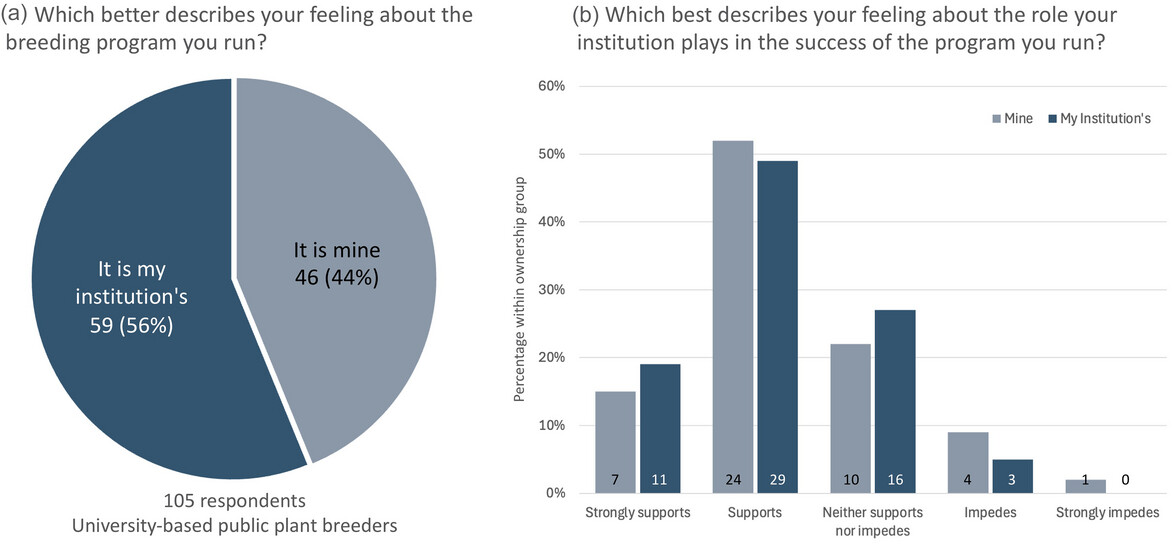 (a) Which better describes your feeling about the
breeding program you run?
It is mine
46 (44%)
It is my
institution's
59 (56%)
105 respondents
University-based public plant breeders
(b) Which best describes your feeling about the role your
institution plays in the success of the program you run?
Percentage within ownership group
60%
50%
40%
30%
20%
10%
0%
Mine
My Institution's
7
11
24
29
10
16
4
3
1
0
Strongly supports
Supports
Neither supports
nor impedes
Impedes
Strongly impedes